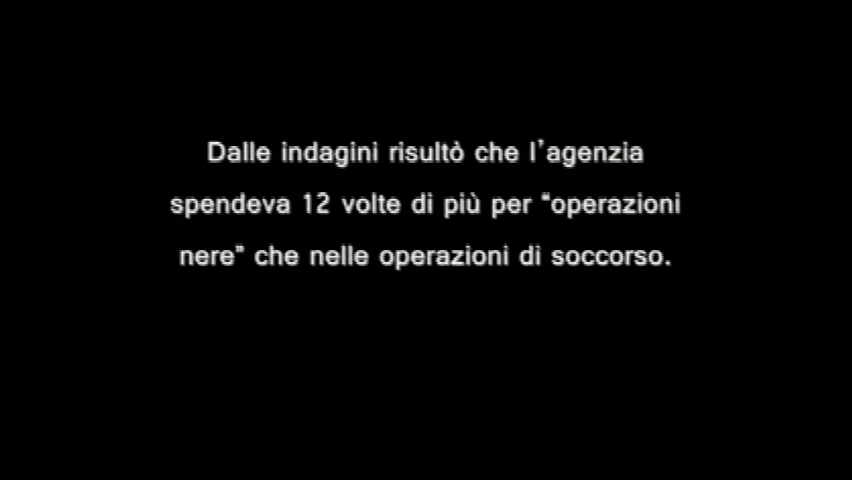 Dalle indagini risultò che l'agenzia
spendeva 12 volte di più per “operazioni
nere” che nelle operazioni di soccorso.